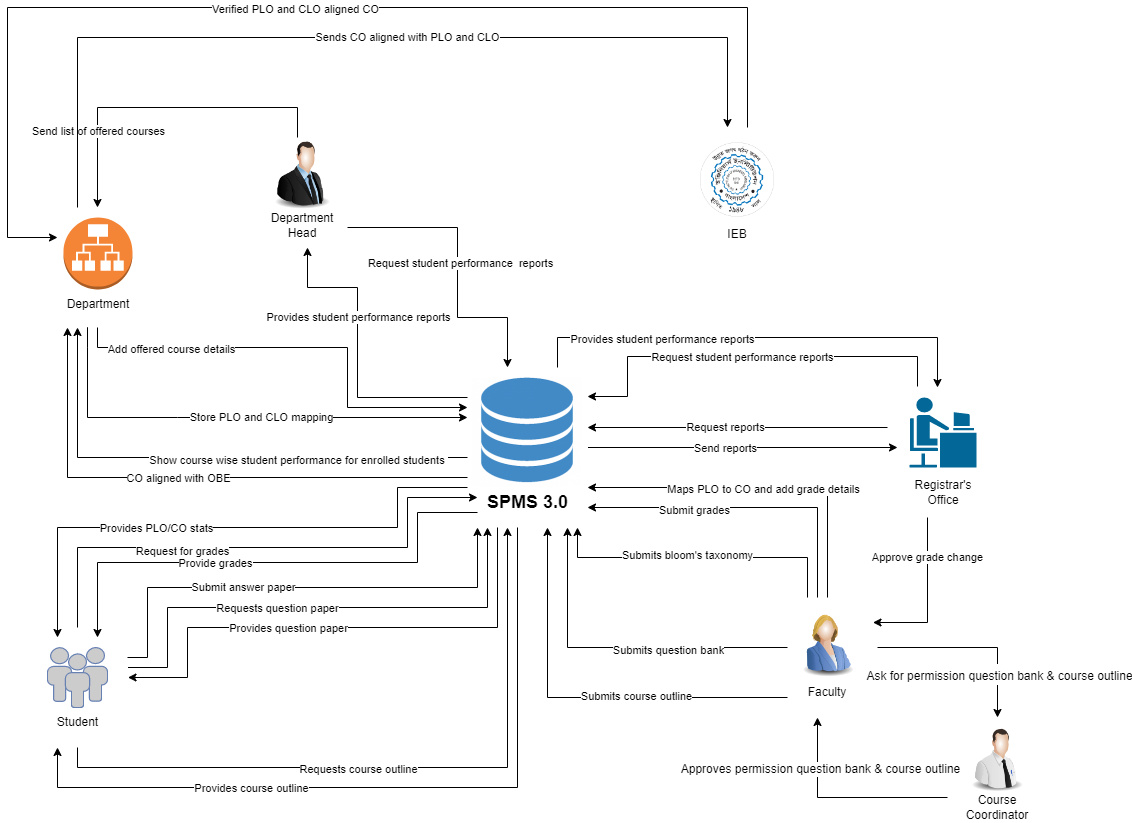 Verified PLO and CLO aligned CO
Sends CO aligned with PLO and CLO
Send list of offered courses
Department
Head
IEB
Request student performance  reports
Department
Provides student performance reports
Provides student performance reports
Add offered course details
Request student performance reports
Store PLO and CLO mapping
Request reports
Send reports
Show course wise student performance for enrolled students
CO aligned with OBE
Registrar's
Office
Maps PLO to CO and add grade details
SPMS 3.0
Submit grades
Provides PLO/CO stats
Request for grades
Provide grades
Submits bloom's taxonomy
Approve grade change
Submit answer paper
Requests question paper
Provides question paper
Submits question bank
Ask for permission question bank & course outline
Faculty
Submits course outline
Student
Requests course outline
Approves permission question bank & course outline
Provides course outline
Course
Coordinator